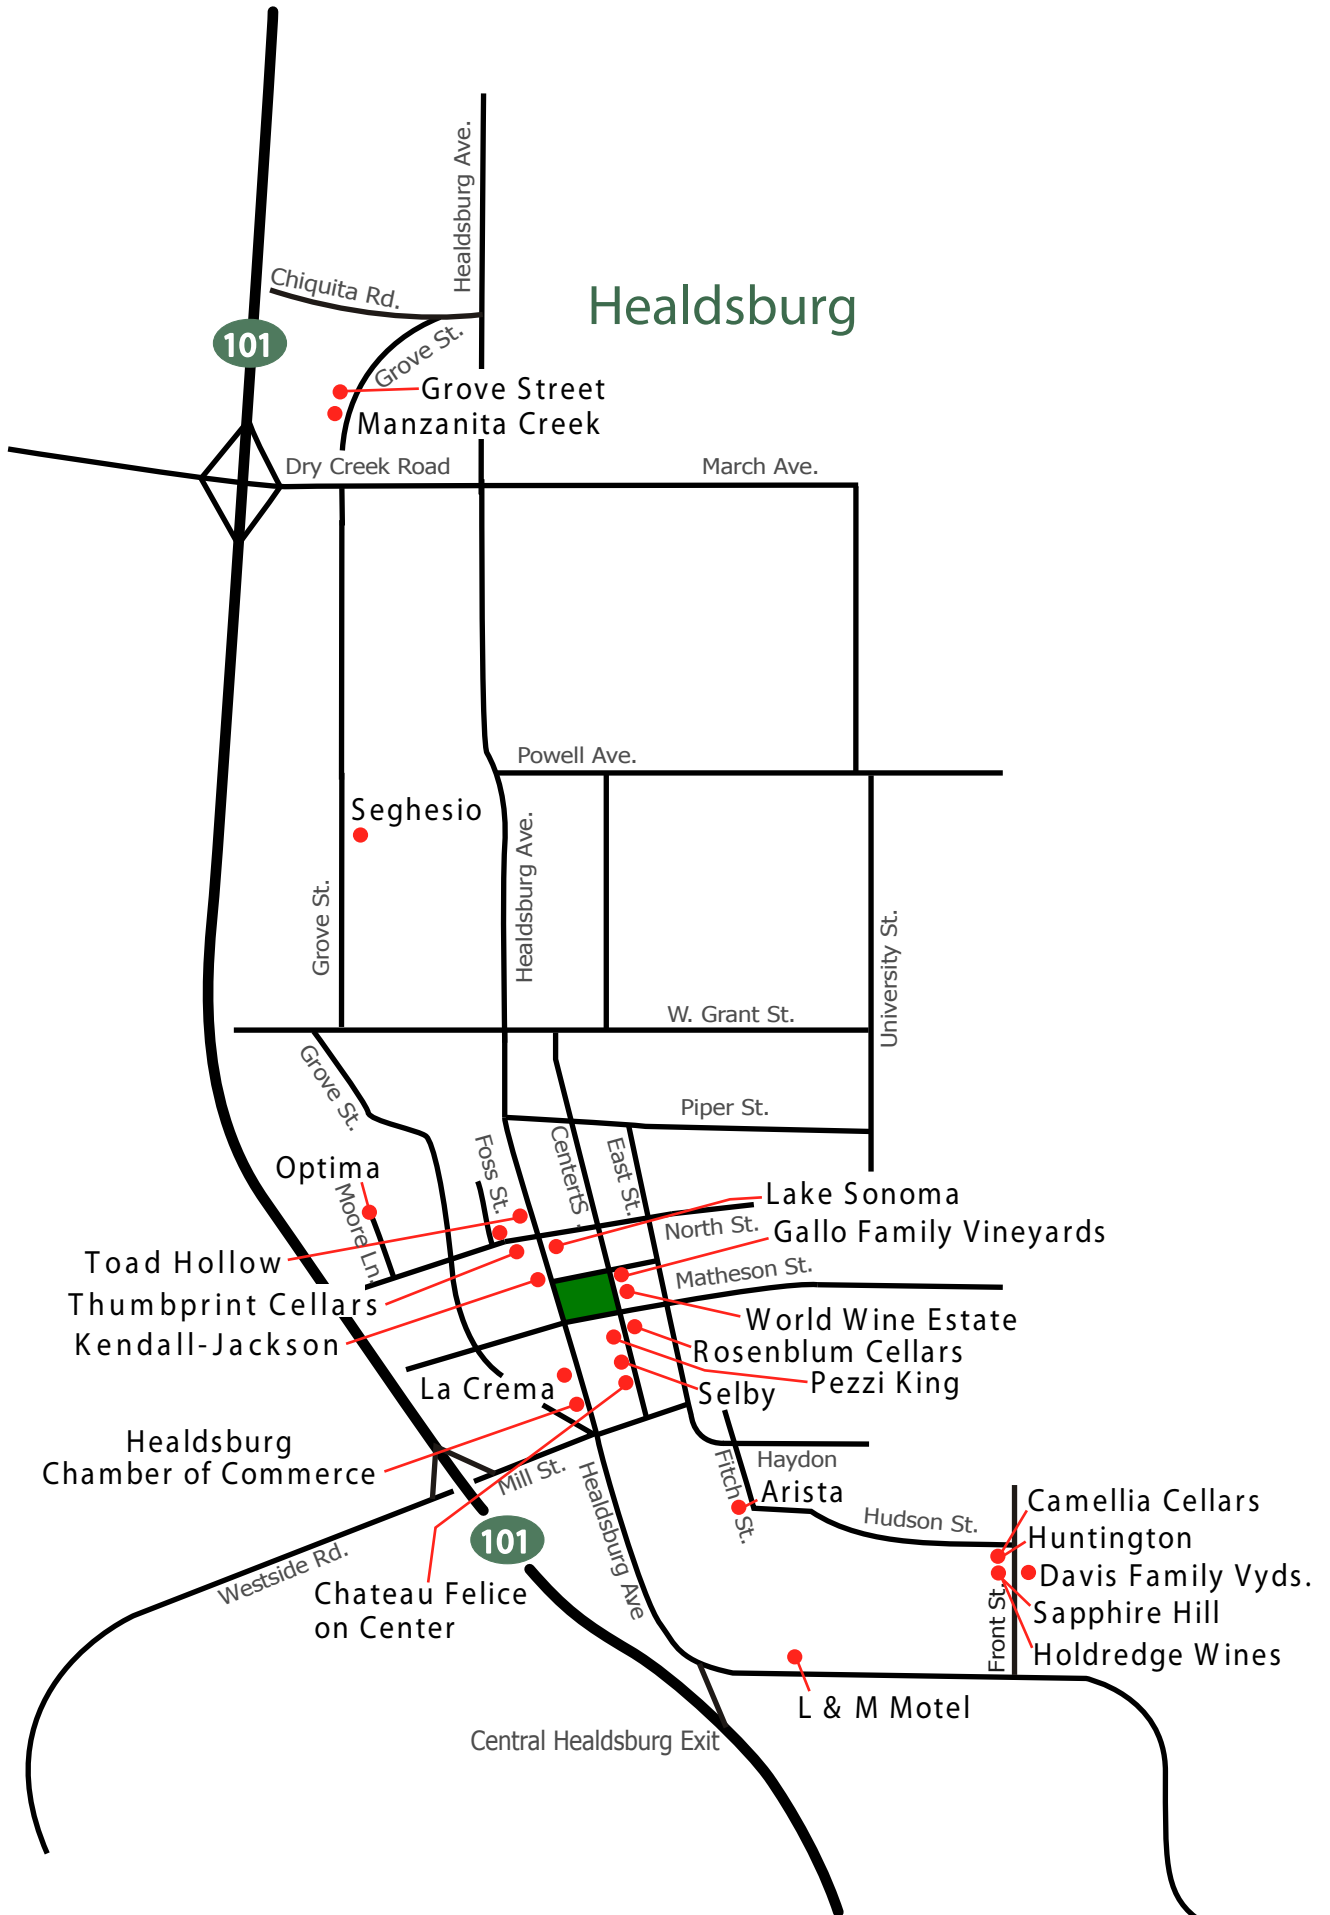 Healdsburg Ave.
Chiquita Rd.
Healdsburg
101
Grove St.
Grove Street
Manzanita Creek
Dry Creek Road
March Ave.
Powell Ave.
Seghesio
Healdsburg Ave.
Grove St.
University St.
W. Grant St.
Grove St.
Piper St.
Foss St.
CentertS .
East St.
Optima
Moore Ln.
Lake Sonoma
North St.
Gallo Family Vineyards
Toad Hollow
Matheson St.
Thumbprint Cellars
World Wine Estate
Kendall-Jackson
Rosenblum Cellars
Pezzi King
La Crema
Selby
Healdsburg
Chamber of Commerce
Mill St.
Healdsburg Ave
Fitch St.
Haydon
Arista
Hudson St.
Camellia Cellars
Huntington
101
Davis Family Vyds.
Westside Rd.
Chateau Felice
on Center
Front St.
Sapphire Hill
Holdredge Wines
L & M Motel
Central Healdsburg Exit